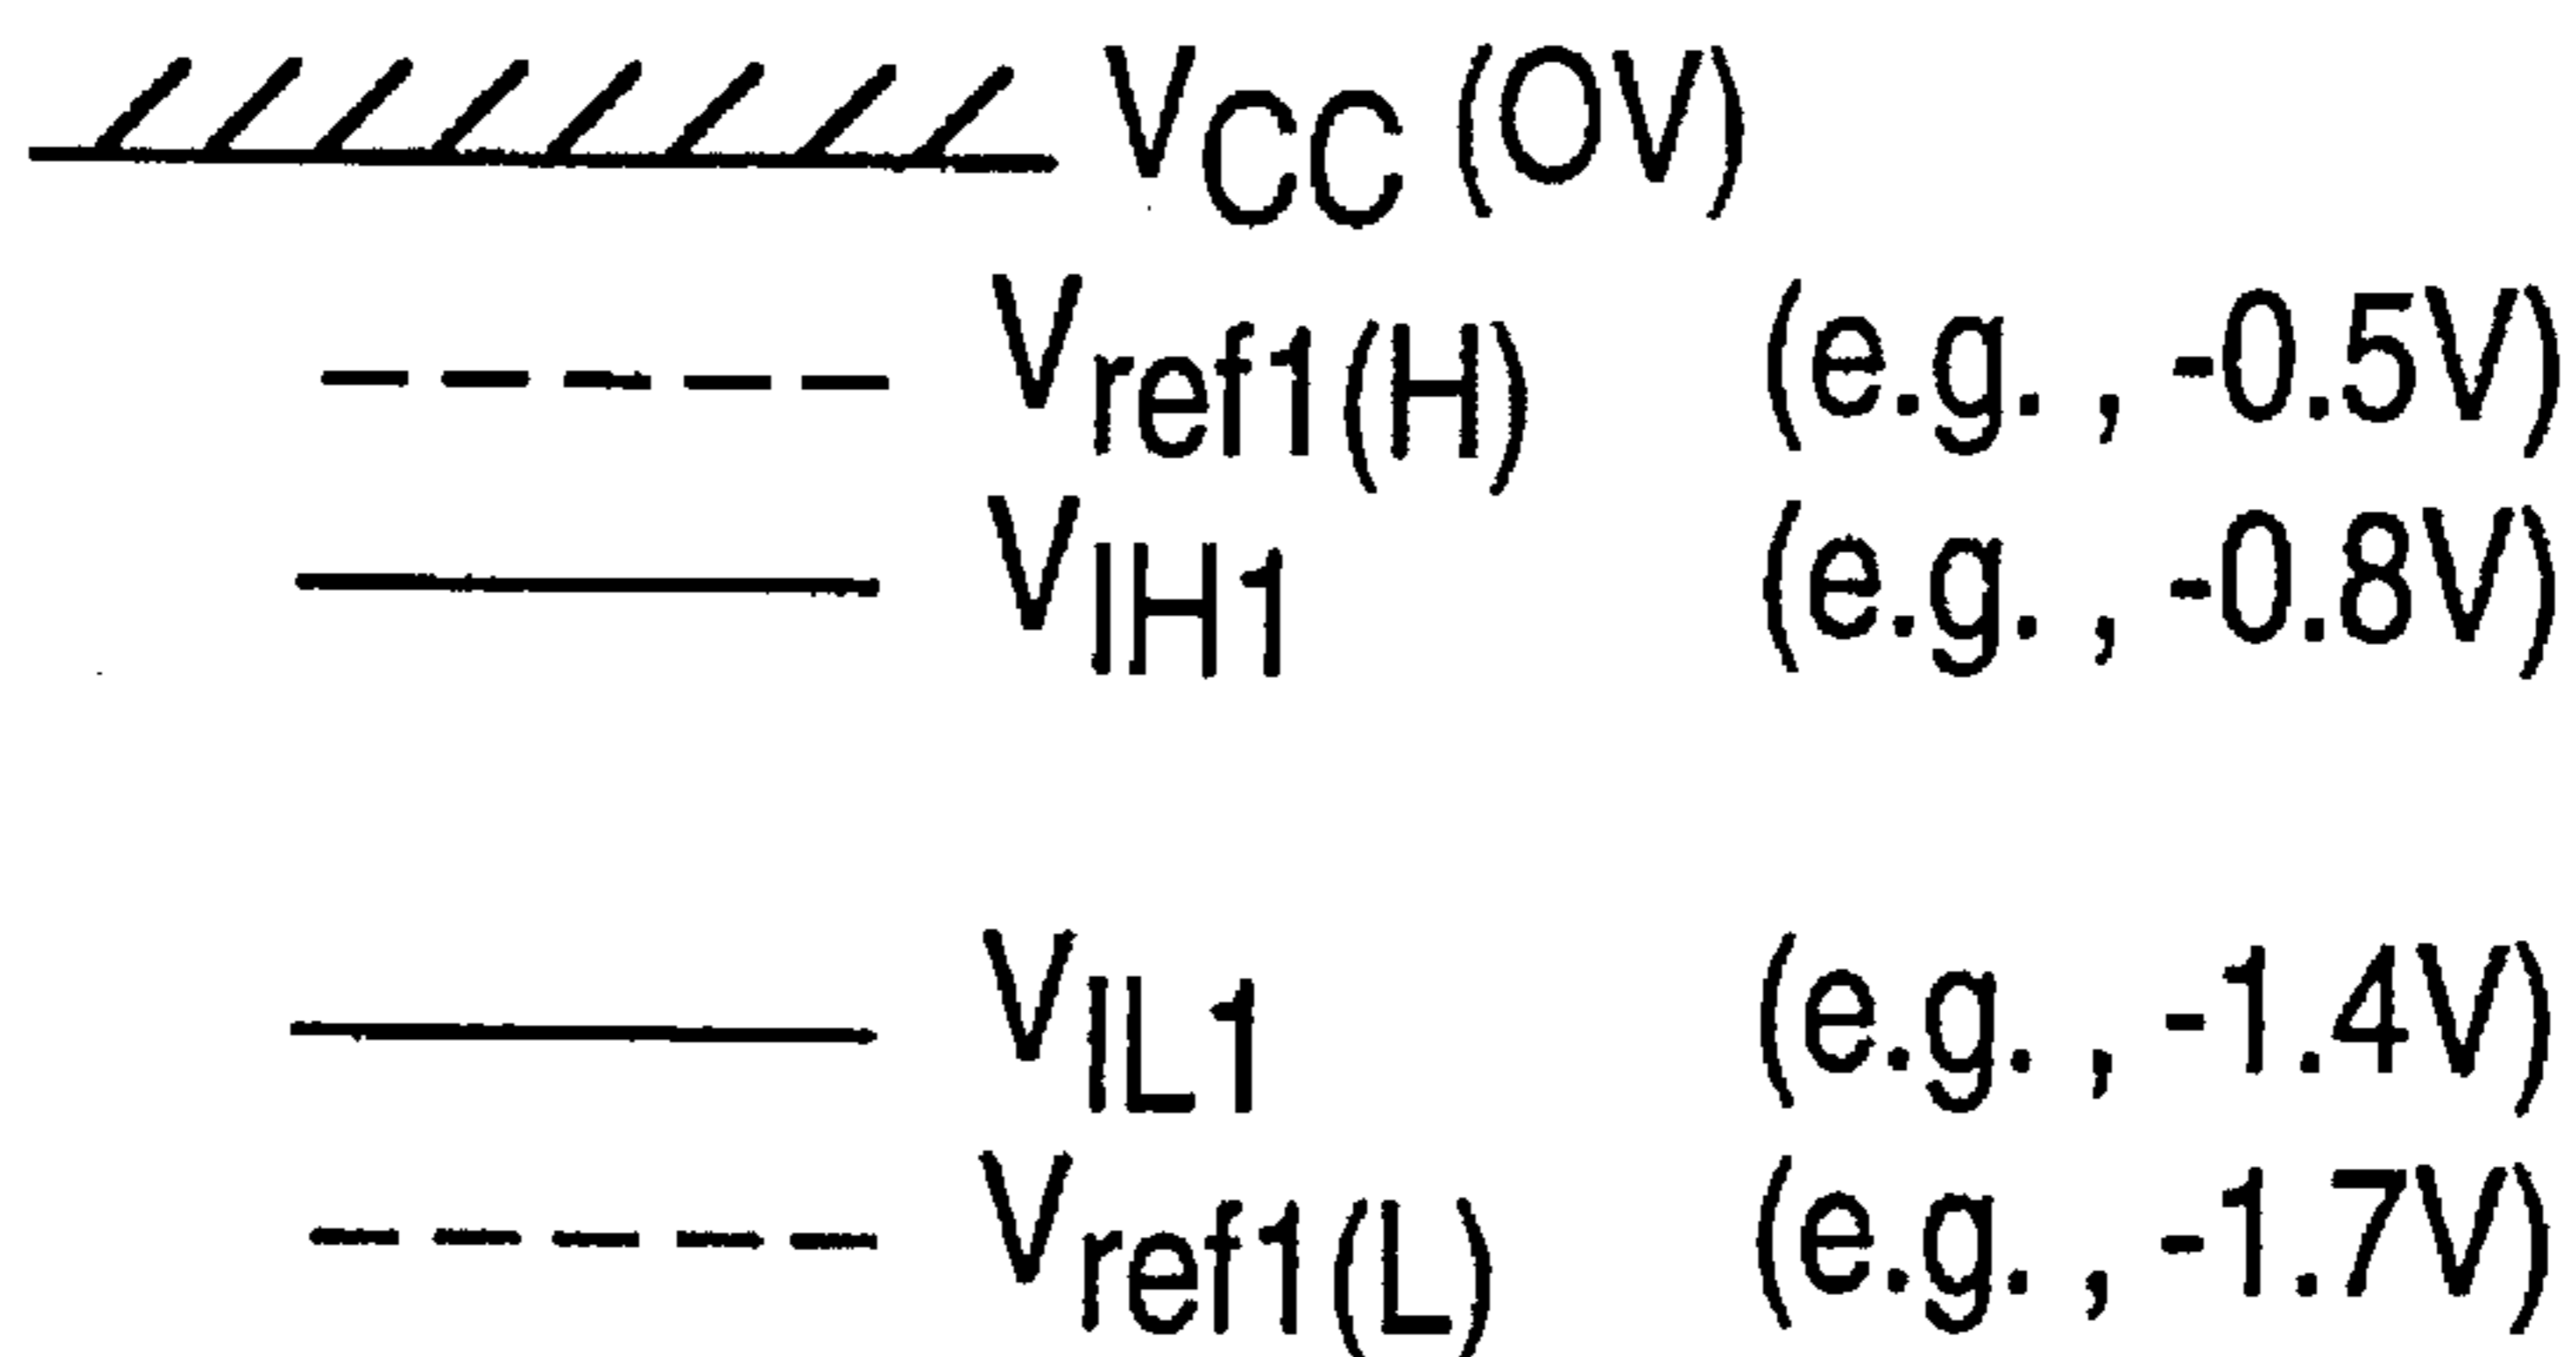 VCC (OV)
Vref1(H) (e.g. , -0.5V)
VIH1 (e.g. , -0.8V)
VIL1 (e.g. , -1.4V)
Vref1(L) (e.g. , -1.7V)